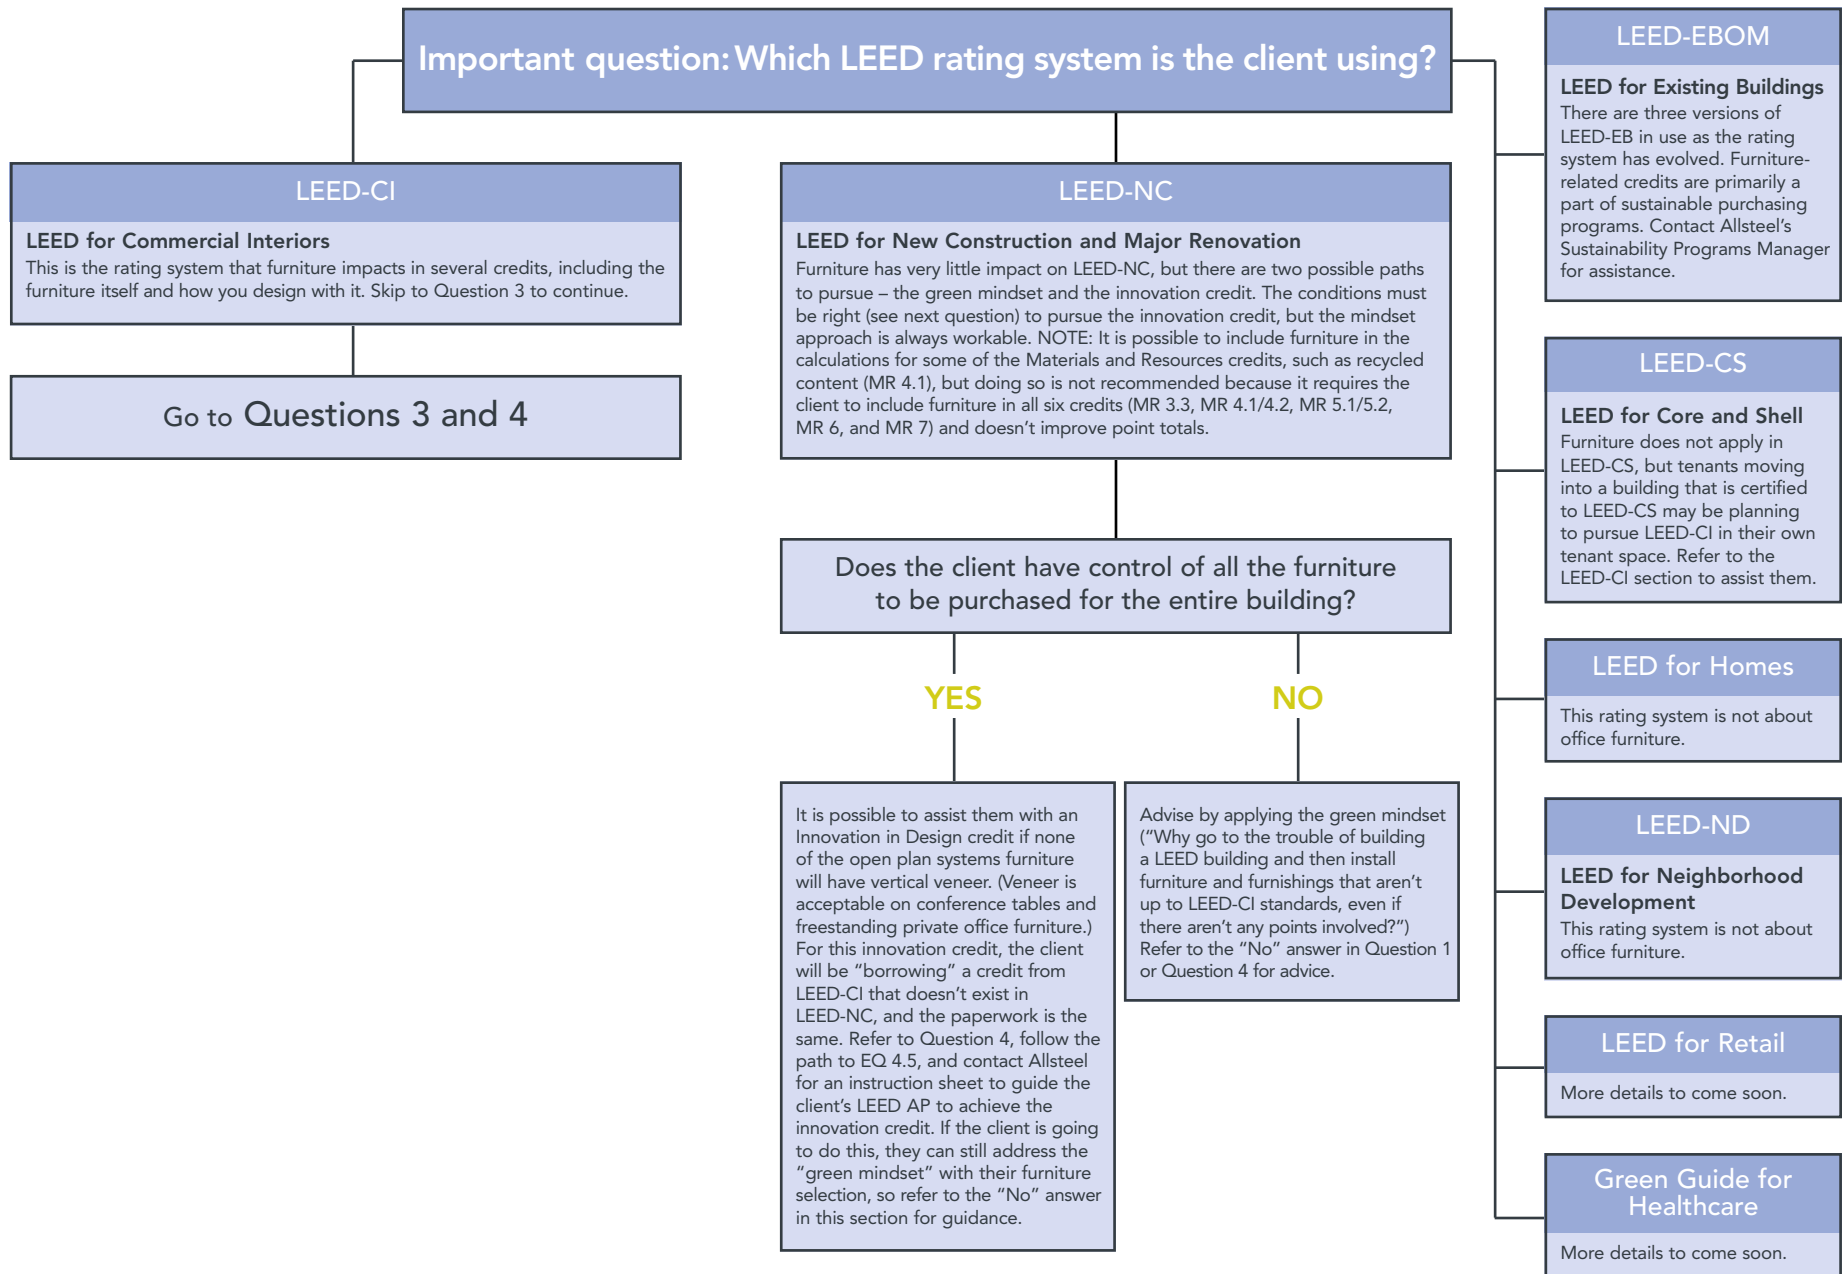 Important question: Which LEED rating system is the client using?
LEED-CI
LEED for Commercial Interiors
This is the rating system that furniture impacts in several credits, including the
furniture itself and how you design with it. Skip to Question 3 to continue.
Go to Questions 3 and 4
LEED-NC
LEED for New Construction and Major Renovation
Furniture has very little impact on LEED-NC, but there are two possible paths
to pursue – the green mindset and the innovation credit. The conditions must
be right (see next question) to pursue the innovation credit, but the mindset
approach is always workable. NOTE: It is possible to include furniture in the
calculations for some of the Materials and Resources credits, such as recycled
content (MR 4.1), but doing so is not recommended because it requires the
client to include furniture in all six credits (MR 3.3, MR 4.1/4.2, MR 5.1/5.2,
MR 6, and MR 7) and doesn’t improve point totals.
Does the client have control of all the furniture
to be purchased for the entire building?
YES
It is possible to assist them with an
Innovation in Design credit if none
of the open plan systems furniture
will have vertical veneer. (Veneer is
acceptable on conference tables and
freestanding private office furniture.)
For this innovation credit, the client
will be “borrowing” a credit from
LEED-CI that doesn’t exist in
LEED-NC, and the paperwork is the
same. Refer to Question 4, follow the
path to EQ 4.5, and contact Allsteel
for an instruction sheet to guide the
client’s LEED AP to achieve the
innovation credit. If the client is going
to do this, they can still address the
“green mindset” with their furniture
selection, so refer to the “No” answer
in this section for guidance.
NO
Advise by applying the green mindset
(“Why go to the trouble of building
a LEED building and then install
furniture and furnishings that aren’t
up to LEED-CI standards, even if
there aren’t any points involved?”)
Refer to the “No” answer in Question 1
or Question 4 for advice.
LEED-EBOM
LEED for Existing Buildings
There are three versions of
LEED-EB in use as the rating
system has evolved. Furniture-
related credits are primarily a
part of sustainable purchasing
programs. Contact Allsteel’s
Sustainability Programs Manager
for assistance.
LEED-CS
LEED for Core and Shell
Furniture does not apply in
LEED-CS, but tenants moving
into a building that is certified
to LEED-CS may be planning
to pursue LEED-CI in their own
tenant space. Refer to the
LEED-CI section to assist them.
LEED for Homes
This rating system is not about
office furniture.
LEED-ND
LEED for Neighborhood
Development
This rating system is not about
office furniture.
LEED for Retail
More details to come soon.
Green Guide for
Healthcare
More details to come soon.